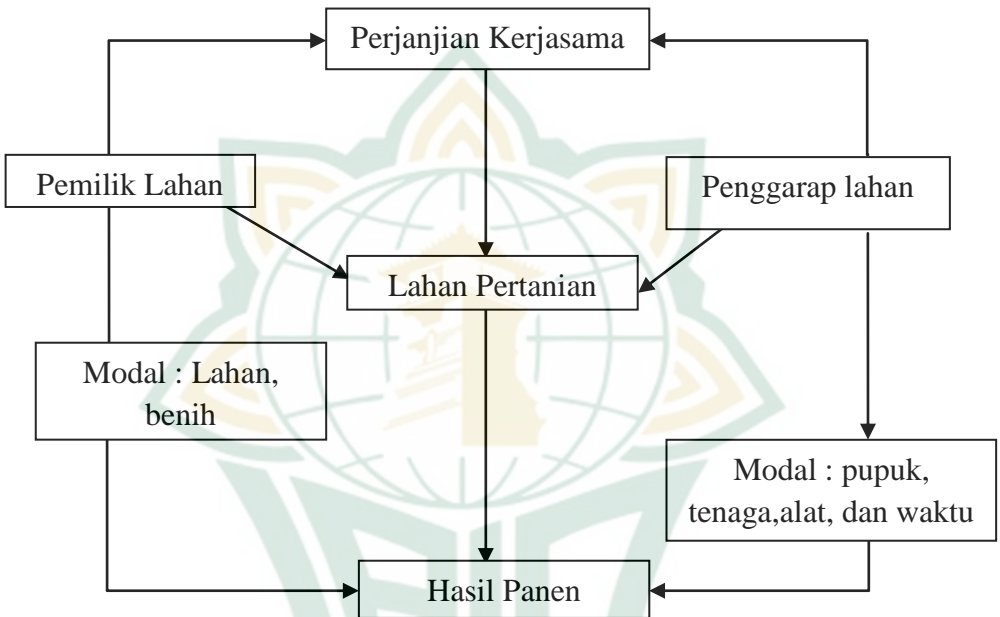 Perjanjian Kerjasama
Pemilik Lahan
Penggarap lahan
Lahan Pertanian
Modal : Lahan,
benih
Modal : pupuk,
tenaga,alat, dan waktu
Hasil Panen